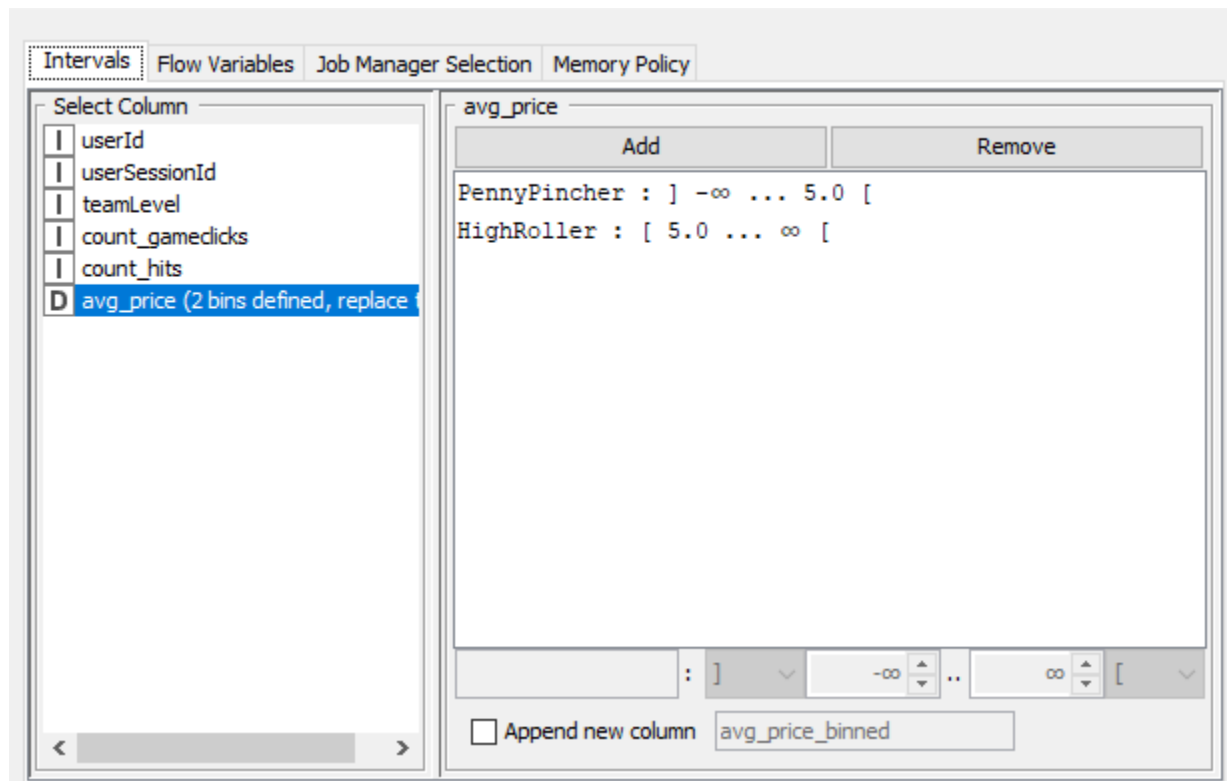 Intervals Flow Variables Job Manager Selection Memory Policy
Select Column
I userId
I userSessionId
I teamLevel
I count_gameclicks
I count_hits
D avg_price (2 bins defined, replace
avg_price
Add Remove
PennyPincher : ] -∞ ... 5.0 [
HighRoller : [ 5.0 ... ∞ [
: ] -∞ .. ∞ [
Append new column avg_price_binned